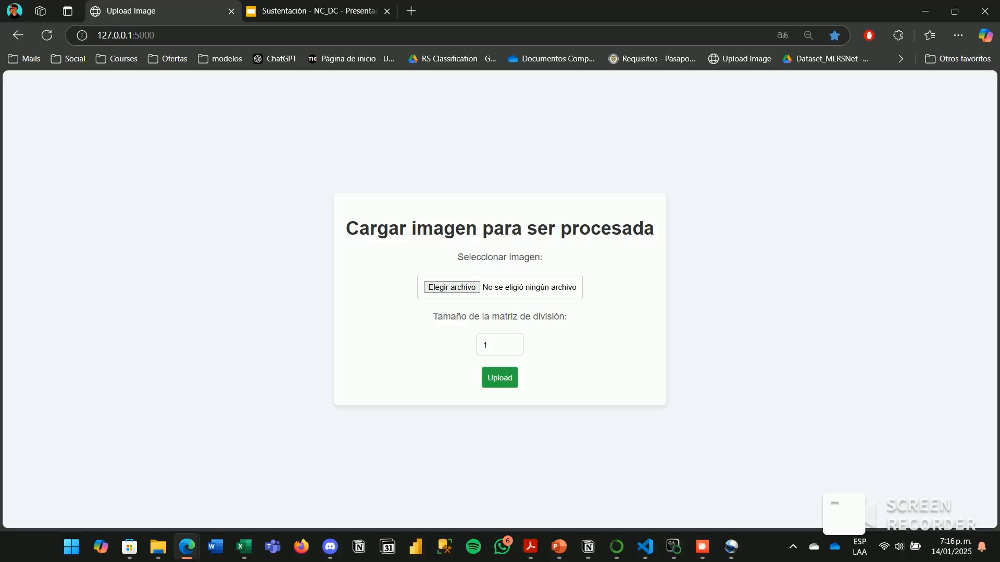 Upload Image
Sustentación - NC_DC - Presenta
127.0.0.1:5000
Mails
Social
Courses
Ofertas
modelos
ChatGPT
Página de inicio - U...
RS Classification - G...
Documentos Comp...
Requisitos - Pasapo...
Upload Image
Dataset_MLRSNet -...
Otros favoritos
Cargar imagen para ser procesada
Seleccionar imagen:
Elegir archivo No se eligió ningún archivo
Tamaño de la matriz de división:
1
Upload
SCREEN
RECORDER
6
31
ESP
LAA
7:16 p. m.
14/01/2025